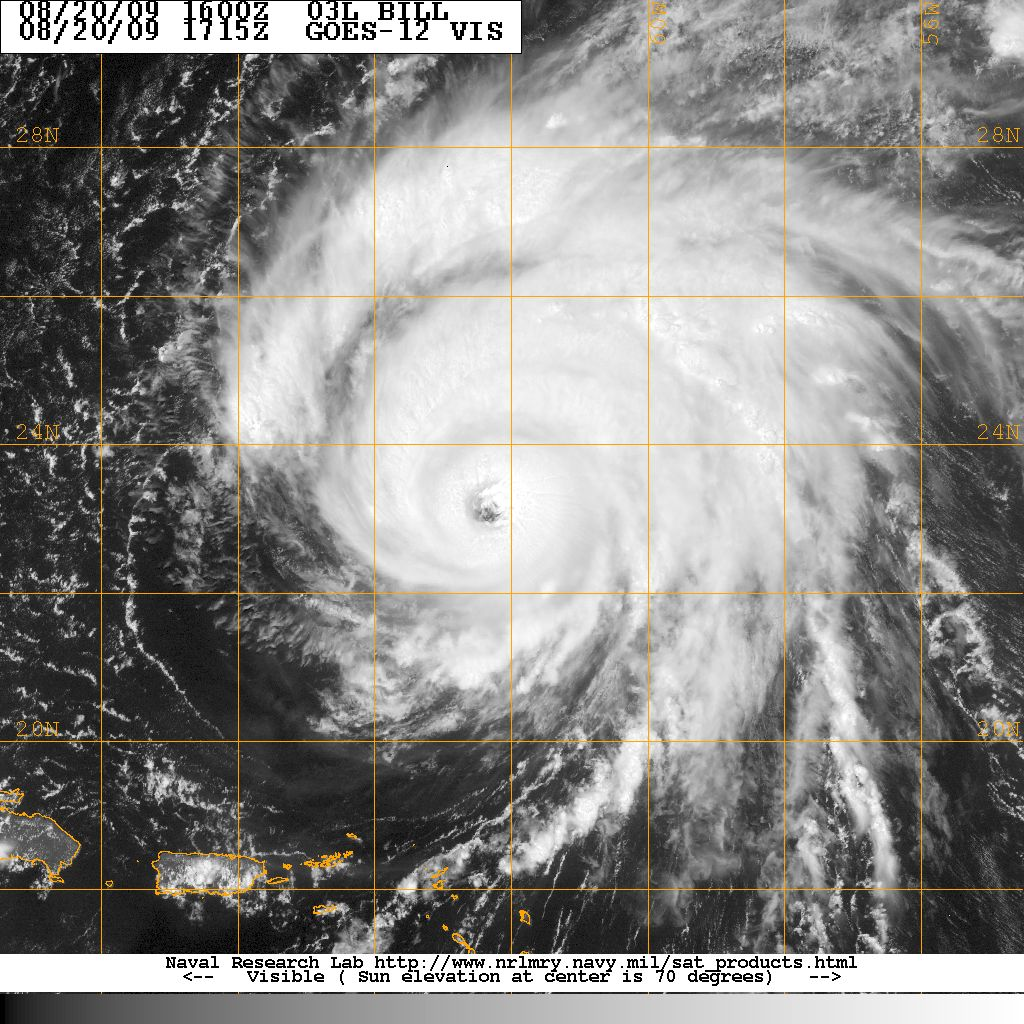 08/20/09 1600Z 03L BILL
08/20/09 1715Z GOES-12 VIS
60W 56W
28N 28N
24N 24N
20N 20N
Naval Research Lab http://www.nrlmry.navy.mil/sat_products.html
<-- Visible ( Sun elevation at center is 70 degrees) -->